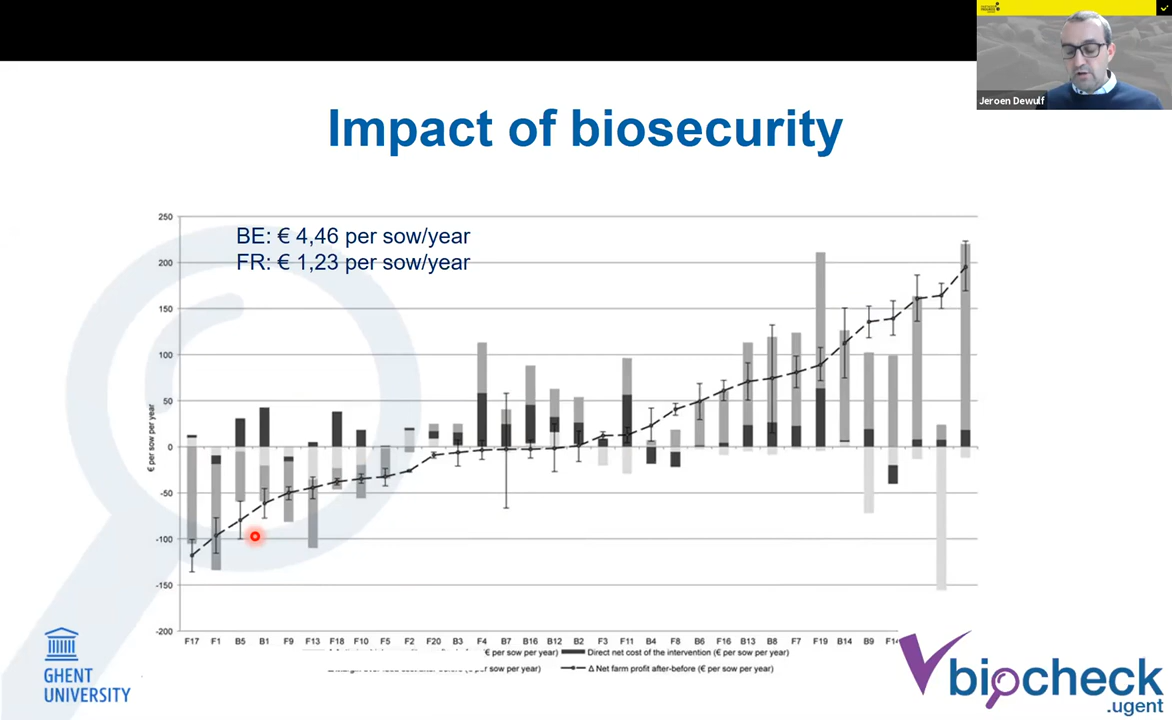 Jeroen Dewulf
Impact of biosecurity
BE: € 4,46 per sow/year
FR: € 1,23 per sow/year
€ per sow per year
250
200
150
100
50
0
-50
-100
-150
-200
F17 F1 B5 B1 F9 F13 F18 F10 F5 F2 F20 B3 F4 B7 B16 B12 B2 F3 F11 B4 F8 B6 F16 B13 B8 F7 F19 B14 B9
€ per sow per year) Direct net cost of the intervention (€ per sow per year)
per sow per year) Δ Net farm profit after-before (€ per sow per year)
GHENT
UNIVERSITY
biocheck
.ugent